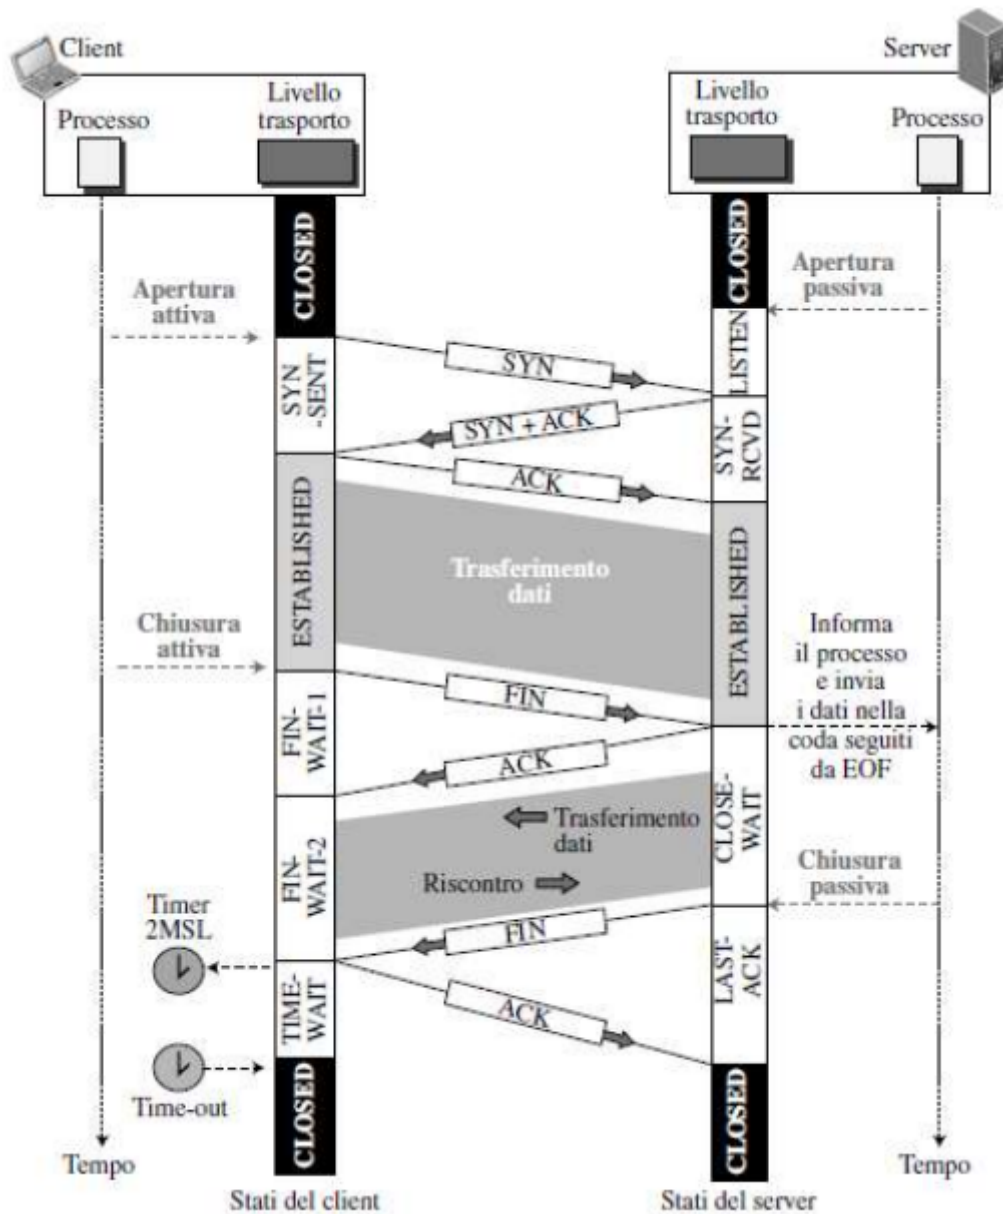 Client
Server
Processo
Livello
trasporto
Livello
trasporto
Processo
CLOSED
CLOSED
Apertura
attiva
Apertura
passiva
LISTEN
SYN
SYN
-SENT
SYN + ACK
SYN-
RCVD
ACK
ESTABLISHED
ESTABLISHED
Trasferimento
dati
Chiusura
attiva
Informa
il processo
e invia
i dati nella
coda seguiti
da EOF
FIN
FIN-
WAIT-1
ACK
CLOSE-
WAIT
Trasferimento
dati
FIN-
WAIT-2
Riscontro
Chiusura
passiva
Timer
2MSL
FIN
LAST-
ACK
TIME-
WAIT
ACK
Time-out
CLOSED
CLOSED
Tempo
Tempo
Stati del client
Stati del server